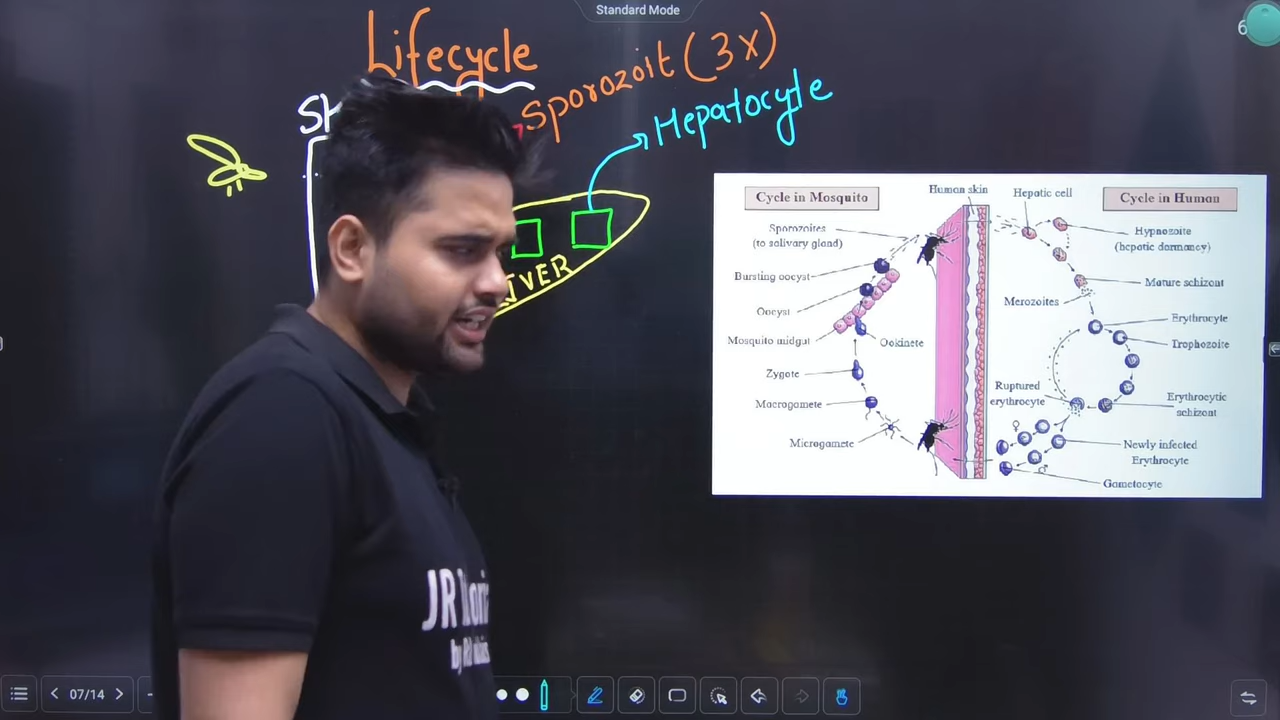 Standard Mode
6
Lifecycle
Sporozoit (3x)
Hepatocyte
Cycle in Mosquito
Human skin
Hepatic cell
Cycle in Human
Sporozoites
(to salivary gland)
Hypnozoite
(hepatic dormancy)
Bursting oocyst
Mature schizont
Merozoites
Oocyst
Erythrocyte
Mosquito midgut
Ookinete
Trophozoite
Zygote
Ruptured
erythrocyte
Macrogamete
Erythrocytic
schizont
♀
Microgamete
Newly infected
Erythrocyte
♂
Gametocyte
JR
by
07/14